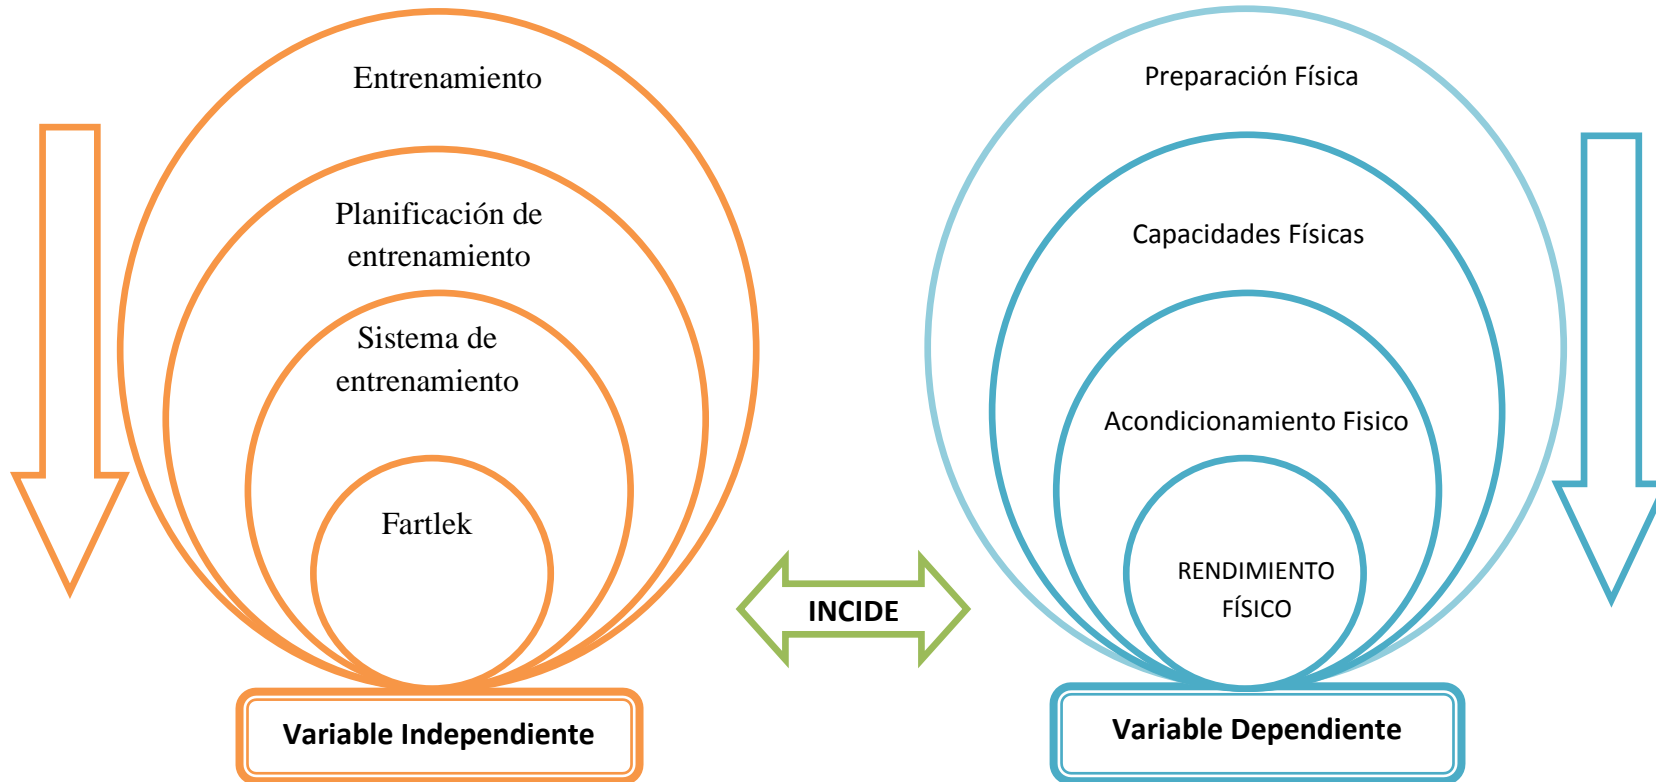 Entrenamiento
Planificación de
entrenamiento
Sistema de
entrenamiento
Fartlek
Variable Independiente
INCIDE
Preparación Física
Capacidades Físicas
Acondicionamiento Fisico
RENDIMIENTO
FÍSICO
Variable Dependiente